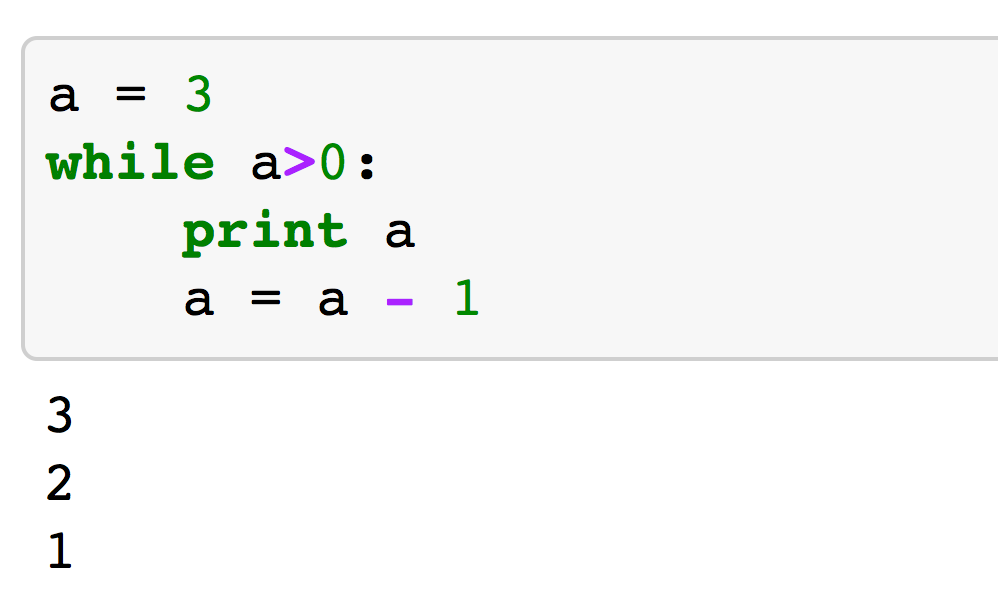 a = 3
while a>0:
    print a
    a = a - 1
3
2
1